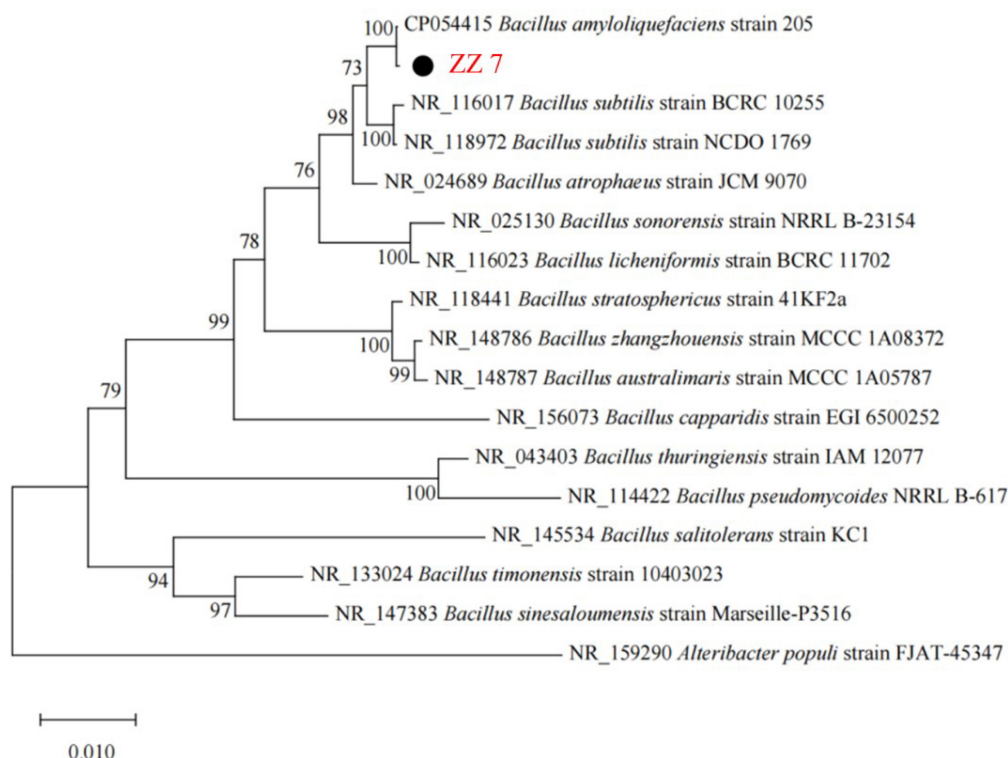 100
CP054415 Bacillus amyloliquefaciens strain 205
ZZ 7
73
NR_116017 Bacillus subtilis strain BCRC 10255
98
100
NR_118972 Bacillus subtilis strain NCDO 1769
76
NR_024689 Bacillus atrophaeus strain JCM 9070
NR_025130 Bacillus sonorensis strain NRRL B-23154
78
100
NR_116023 Bacillus licheniformis strain BCRC 11702
NR_118441 Bacillus stratosphericus strain 41KF2a
99
100
NR_148786 Bacillus zhangzhouensis strain MCCC 1A08372
99
NR_148787 Bacillus australimaris strain MCCC 1A05787
79
NR_156073 Bacillus capparidis strain EGI 6500252
NR_043403 Bacillus thuringiensis strain IAM 12077
100
NR_114422 Bacillus pseudomycoides NRRL B-617
NR_145534 Bacillus salitolerans strain KC1
94
NR_133024 Bacillus timonensis strain 10403023
97
NR_147383 Bacillus sinesaloumensis strain Marseille-P3516
NR_159290 Alteribacter populi strain FJAT-45347
0.010